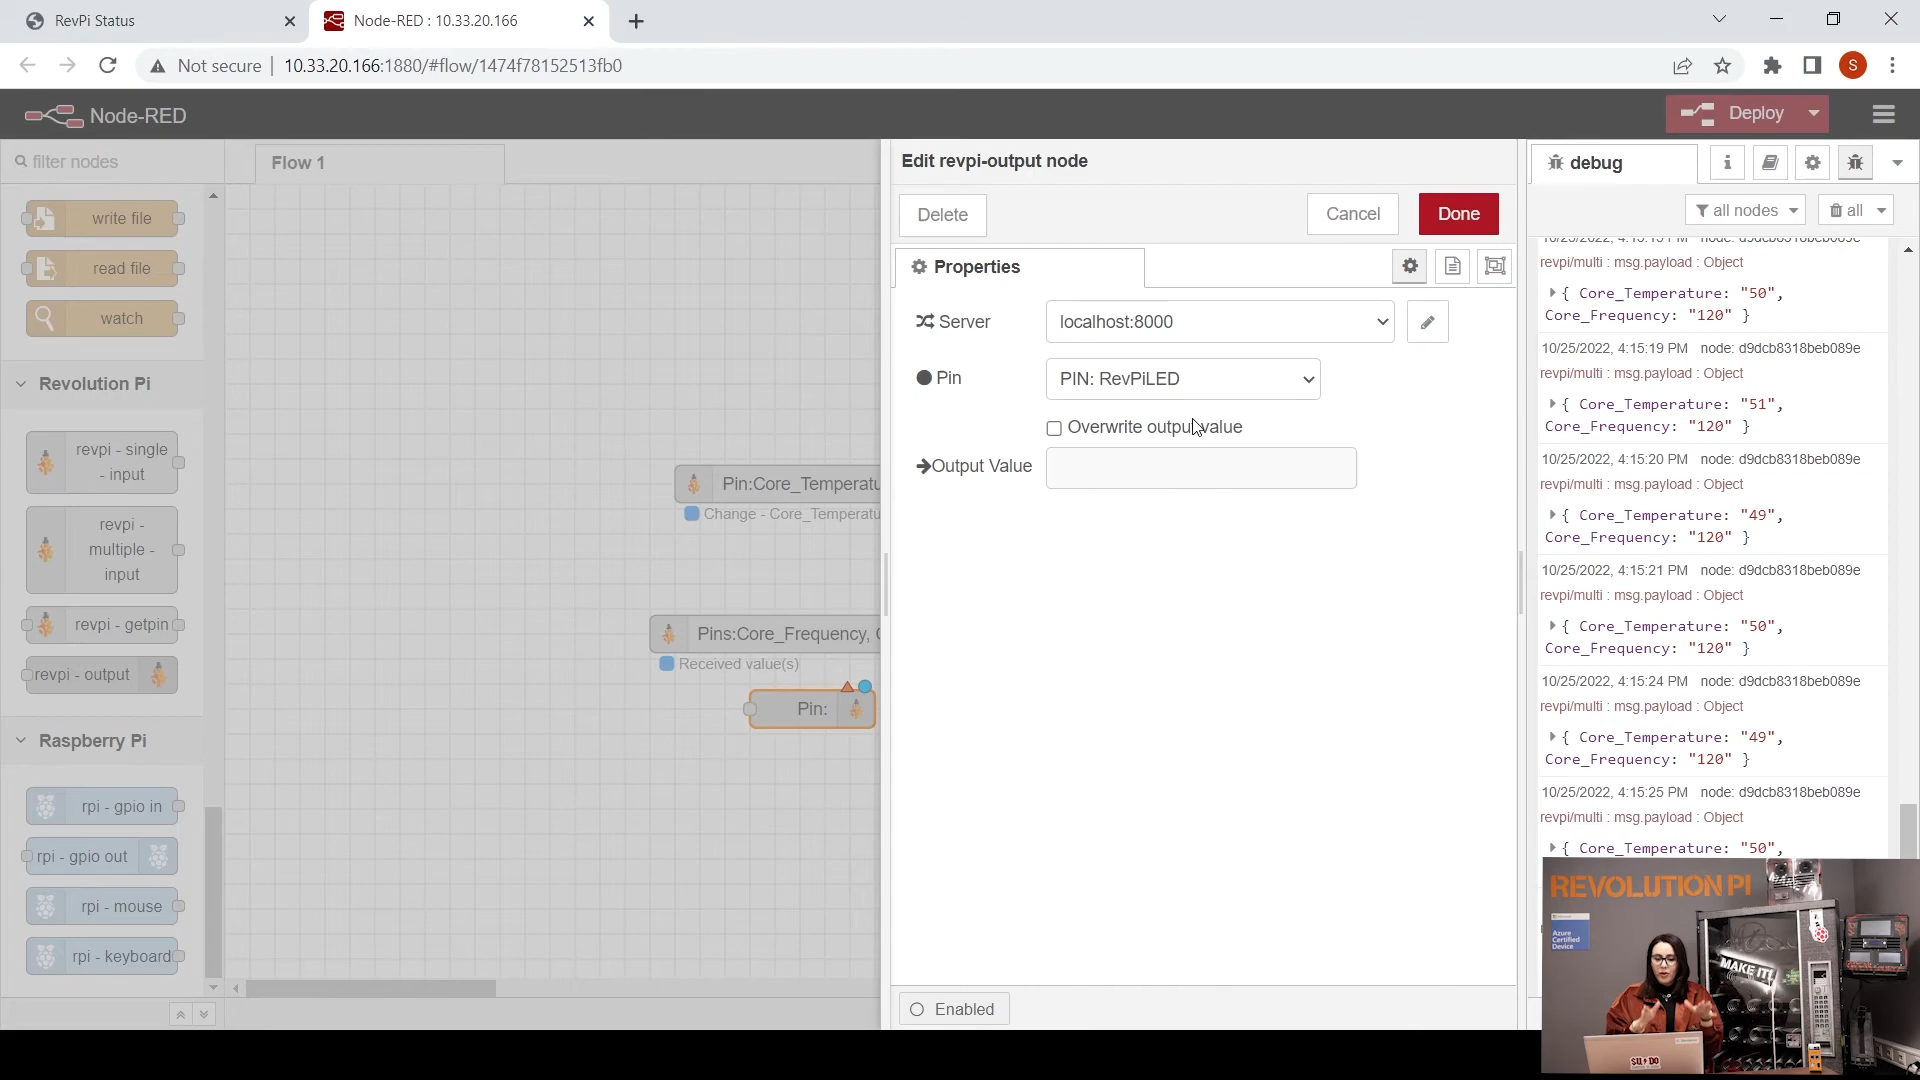 RevPi Status
Node-RED : 10.33.20.166
Not secure
10.33.20.166:1880/#flow/1474f78152513fb0
S
Node-RED
Deploy
filter nodes
Flow 1
write file
read file
watch
Revolution Pi
revpi - single
- input
revpi -
multiple -
input
revpi - getpin
revpi - output
Raspberry Pi
rpi - gpio in
rpi - gpio out
rpi - mouse
rpi - keyboard
Pin:Core_Temperatu
Change - Core_Temperatu
Pins:Core_Frequency,
Received value(s)
Pin:
Edit revpi-output node
Delete
Cancel
Done
Properties
Server
localhost:8000
Pin
PIN: RevPiLED
Overwrite output value
Output Value
Enabled
debug
i
all nodes
all
revpi/multi : msg.payload : Object
{ Core_Temperature: "50",
Core_Frequency: "120" }
10/25/2022, 4:15:19 PM node: d9dcb8318beb089e
revpi/multi : msg.payload : Object
{ Core_Temperature: "51",
Core_Frequency: "120" }
10/25/2022, 4:15:20 PM node: d9dcb8318beb089e
revpi/multi : msg.payload : Object
{ Core_Temperature: "49",
Core_Frequency: "120" }
10/25/2022, 4:15:21 PM node: d9dcb8318beb089e
revpi/multi : msg.payload : Object
{ Core_Temperature: "50",
Core_Frequency: "120" }
10/25/2022, 4:15:24 PM node: d9dcb8318beb089e
revpi/multi : msg.payload : Object
{ Core_Temperature: "49",
Core_Frequency: "120" }
10/25/2022, 4:15:25 PM node: d9dcb8318beb089e
revpi/multi : msg.payload : Object
{ Core_Temperature: "50",
REVOLUTION PI
Azure
Certified
Device
MAKE IT!
SU DO